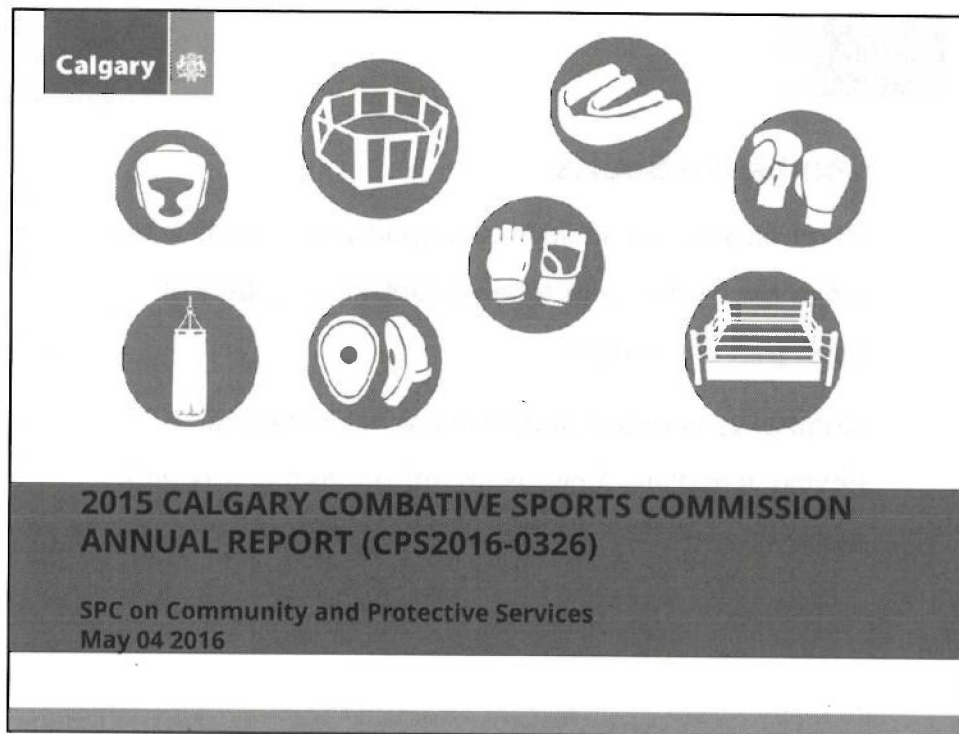 Calgary
2015 CALGARY COMBATIVE SPORTS COMMISSION
ANNUAL REPORT (CPS2016-0326)
SPC on Community and Protective Services
May 04 2016